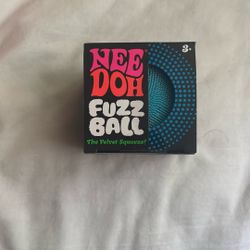 NEE
DOH
FUZZ
BALL
The Velvet Squeeze!
3+